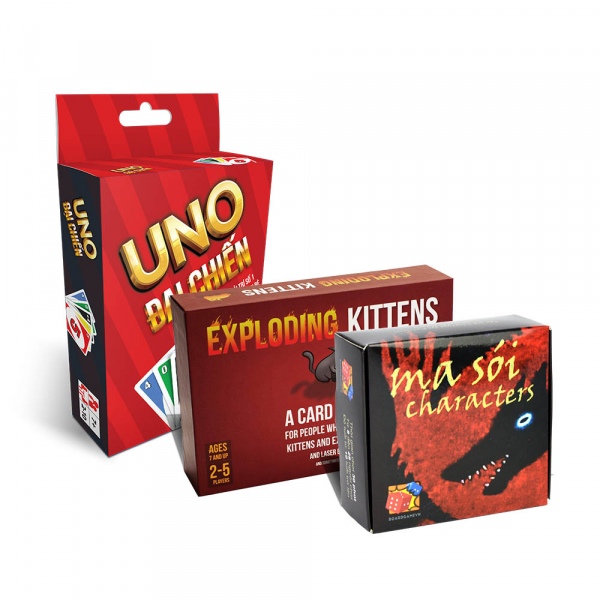 UNO
ĐẠI CHIẾN
UNO
ĐẠI CHIẾN
EXPLODING KITTENS
EXPLODING KITTENS
A CARD
FOR PEOPLE
KITTENS AND
AND LASER
AGES
7 AND UP
2-5
PLAYERS
ma sói
characters
BOARDGAMEVN